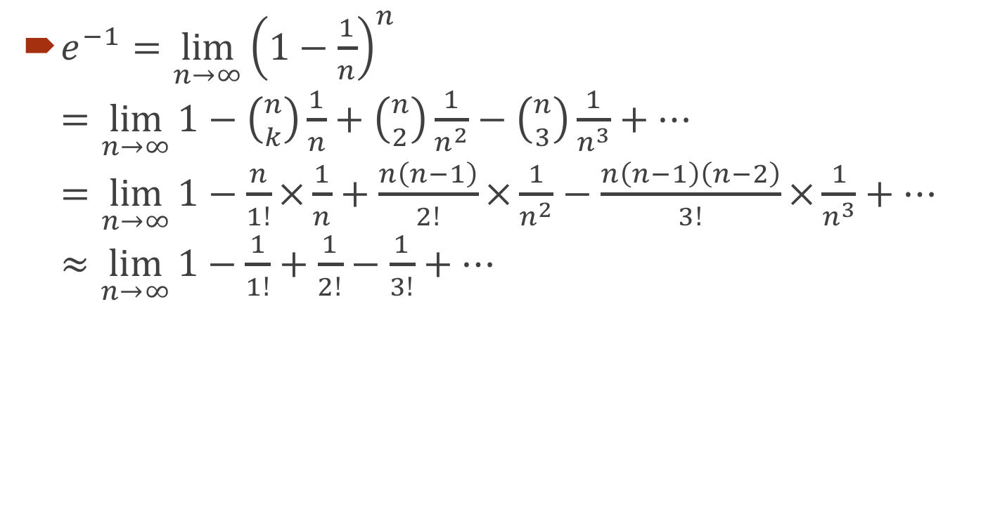 $e^{-1} = \lim_{n \to \infty} \left(1 - \frac{1}{n}\right)^n$
$= \lim_{n \to \infty} 1 - \binom{n}{k} \frac{1}{n} + \binom{n}{2} \frac{1}{n^2} - \binom{n}{3} \frac{1}{n^3} + \cdots$
$= \lim_{n \to \infty} 1 - \frac{n}{1!} \times \frac{1}{n} + \frac{n(n-1)}{2!} \times \frac{1}{n^2} - \frac{n(n-1)(n-2)}{3!} \times \frac{1}{n^3} + \cdots$
$\approx \lim_{n \to \infty} 1 - \frac{1}{1!} + \frac{1}{2!} - \frac{1}{3!} + \cdots$